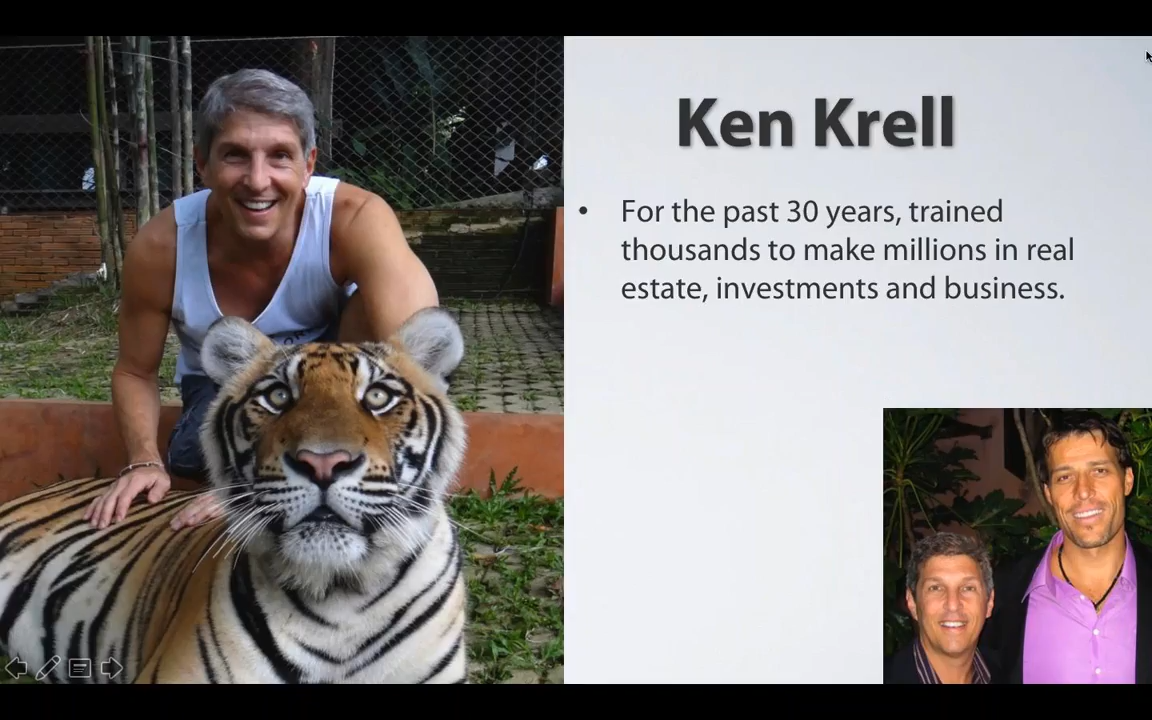 Ken Krell
• For the past 30 years, trained
thousands to make millions in real
estate, investments and business.